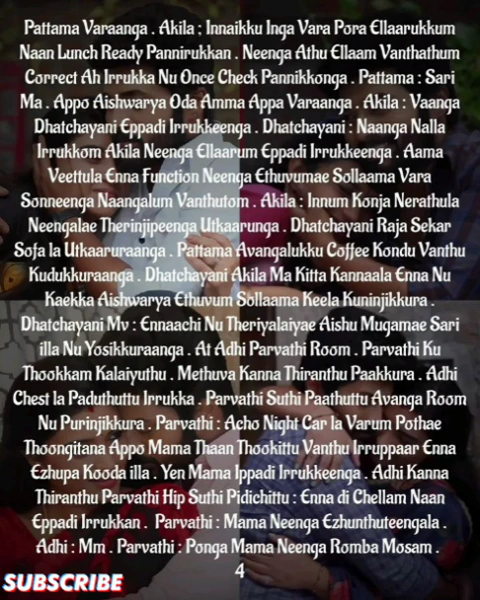 Pattama Varaanga . Akila ; Innaikku Inga Vara Pora Ellaarukkum
Naan Lunch Ready Pannirukkan . Neenga Athu Ellaam Vanthathum
Correct Ah Irrukka Nu Once Check Pannikkonga . Pattama : Sari
Ma . Appo Aishwarya Oda Amma Appa Varaanga . Akila : Vaanga
Dhatchayani Eppadi Irrukkeenga . Dhatchayani : Naanga Nalla
Irrukkom Akila Neenga Ellaarum Eppadi Irrukkeenga . Aama
Veettula Enna Function Neenga Ethuvumae Sollaama Vara
Sonneenga Naangalum Vanthutom . Akila : Innum Konja Nerathula
Neengalae Therinjipeenga Utkaarunga . Dhatchayani Raja Sekar
Sofa la Utkaaruraanga . Pattama Avangalukku Coffee Kondu Vanthu
Kudukkuraanga . Dhatchayani Akila Ma Kitta Kannaala Enna Nu
Kaekka Aishwarya Ethuvum Sollaama Keela Kuninjikkura .
Dhatchayani Mv : Ennaachi Nu Theriyalaiyae Aishu Mugamae Sari
illa Nu Yosikkuraanga . At Adhi Parvathi Room . Parvathi Ku
Thookkam Kalaiyuthu . Methuva Kanna Thiranthu Paakkura . Adhi
Chest la Paduthuttu Irrukka . Parvathi Suthi Paathuttu Avanga Room
Nu Purinjikkura . Parvathi : Acho Night Car la Varum Pothae
Thoongitana Appo Mama Thaan Thookittu Vanthu Irruppaar Enna
Ezhupa Kooda illa . Yen Mama Ippadi Irrukkeenga . Adhi Kanna
Thiranthu Parvathi Hip Suthi Pidichittu : Enna di Chellam Naan
Eppadi Irrukkan . Parvathi : Mama Neenga Ezhunthuteengala .
Adhi : Mm . Parvathi : Ponga Mama Neenga Romba Mosam .
4
SUBSCRIBE